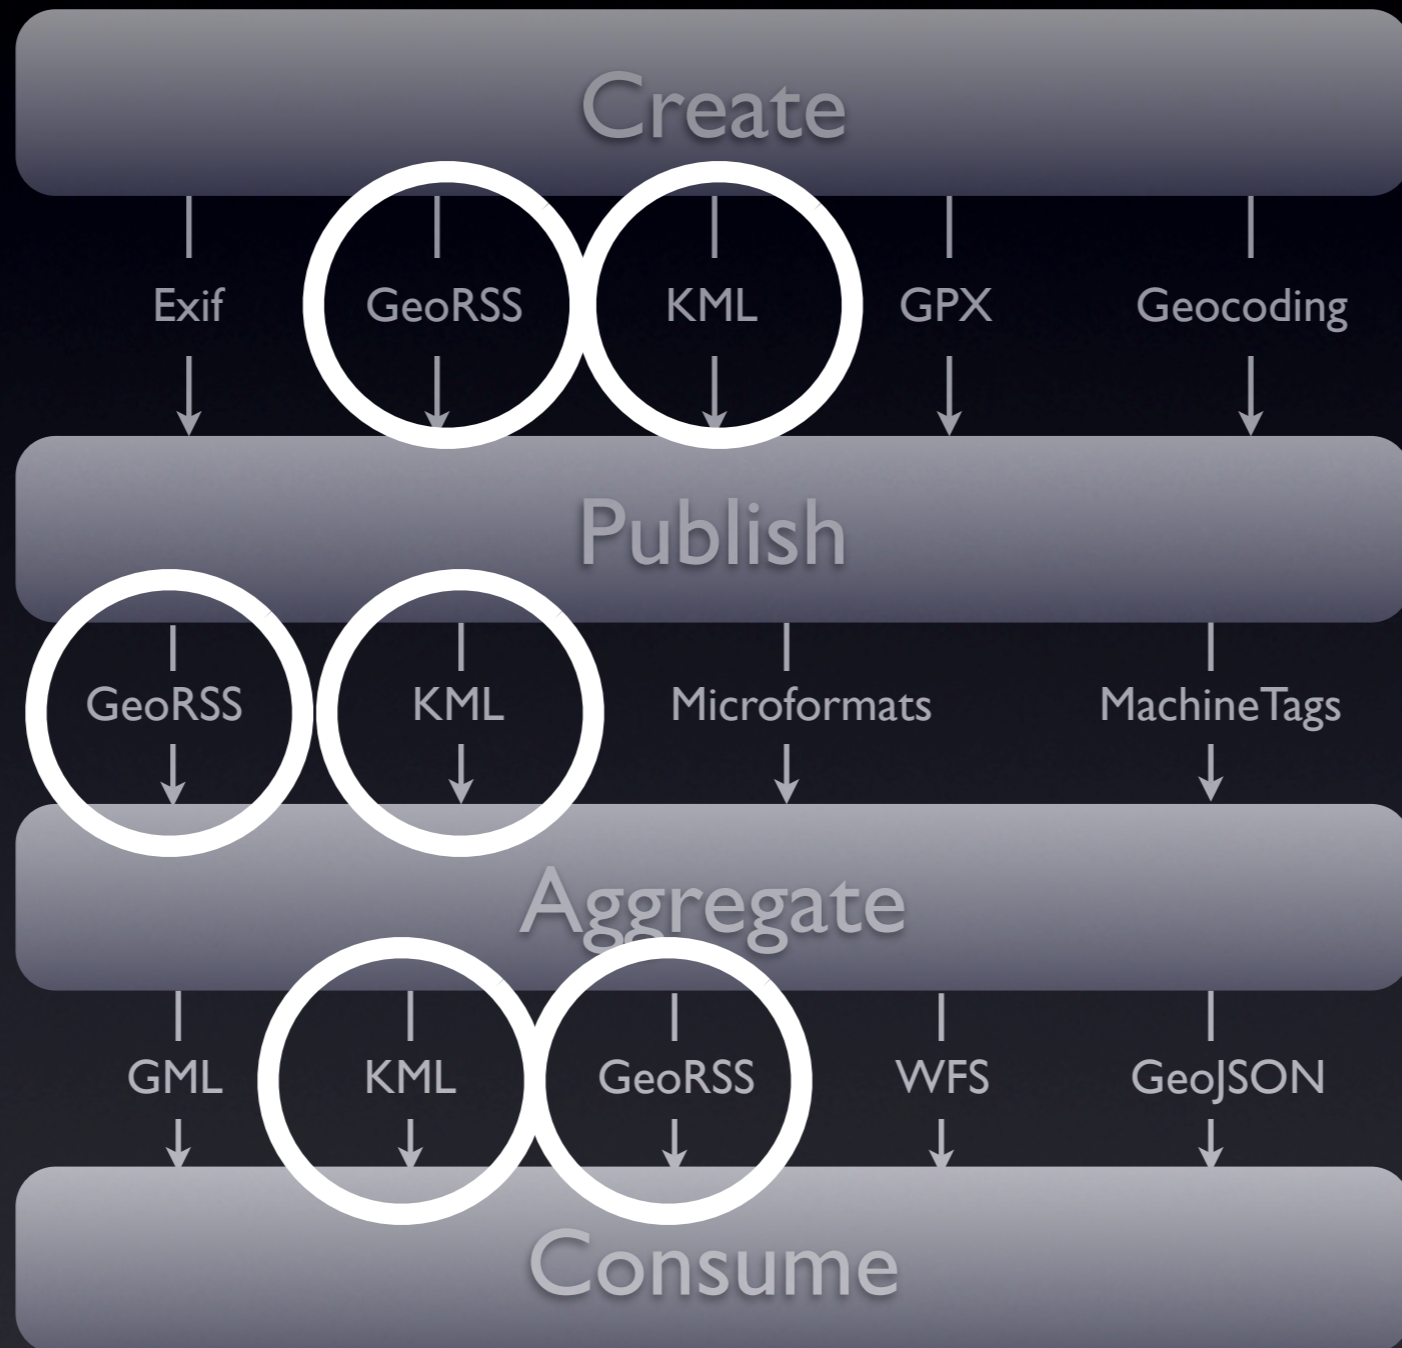 Create
Exif GeoRSS KML GPX Geocoding
Publish
GeoRSS KML Microformats MachineTags
Aggregate
GML KML GeoRSS WFS GeoJSON
Consume